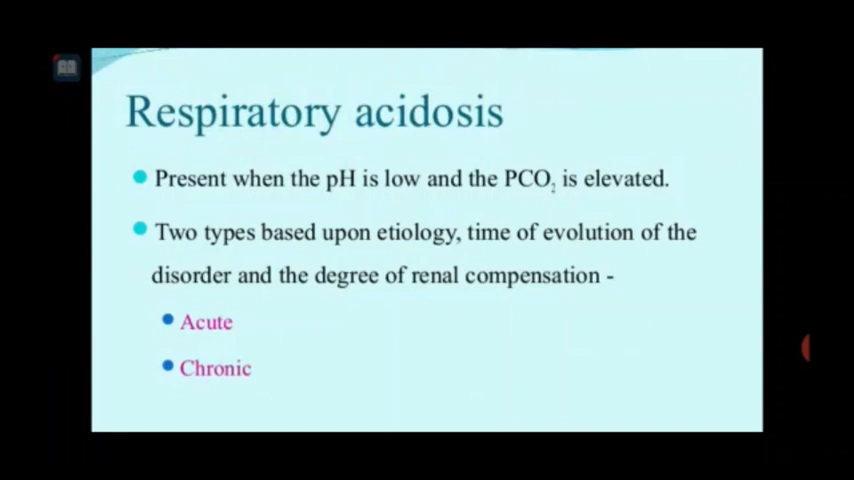 Respiratory acidosis
Present when the pH is low and the PCO₂ is elevated.
Two types based upon etiology, time of evolution of the
disorder and the degree of renal compensation -
Acute
Chronic